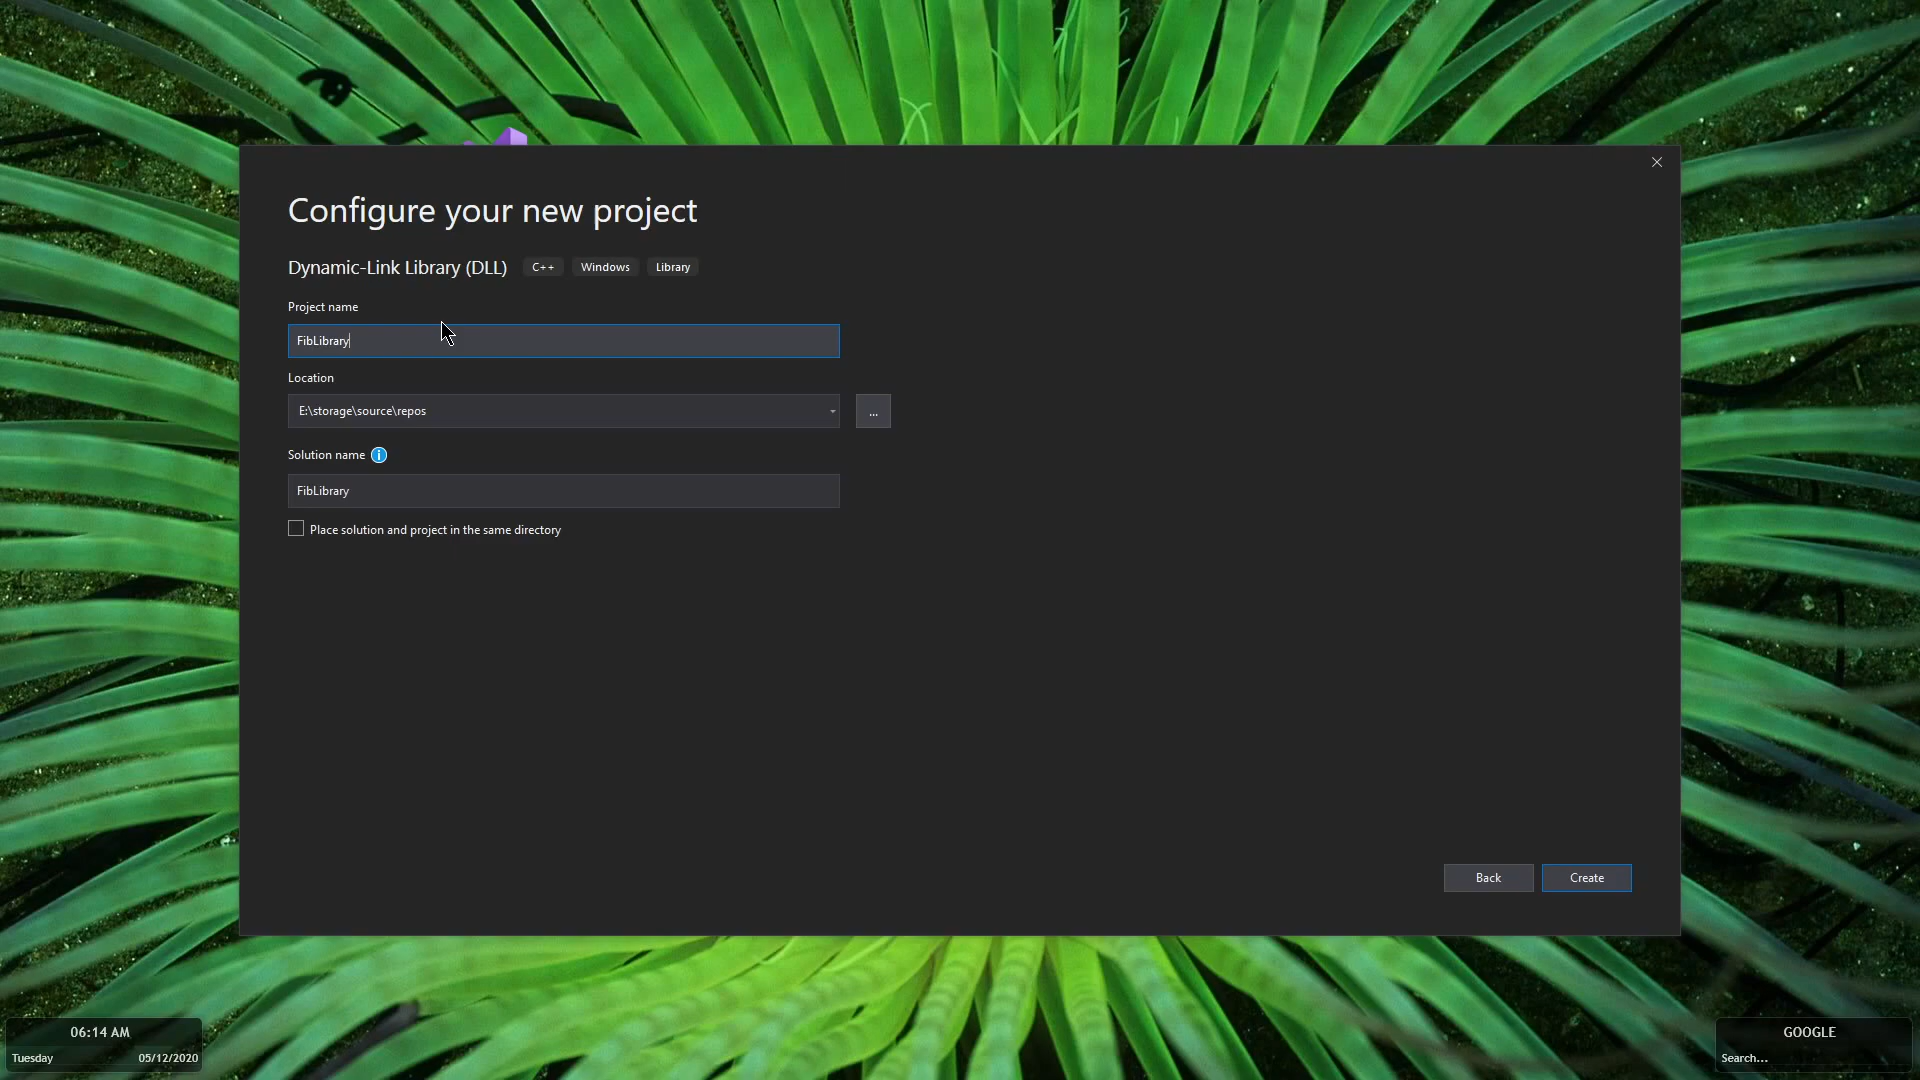 Configure your new project
Dynamic-Link Library (DLL) C++ Windows Library
Project name
FibLibrary
Location
E:\storage\source\repos
...
Solution name
FibLibrary
Place solution and project in the same directory
Back Create
06:14 AM
Tuesday 05/12/2020
GOOGLE
Search...